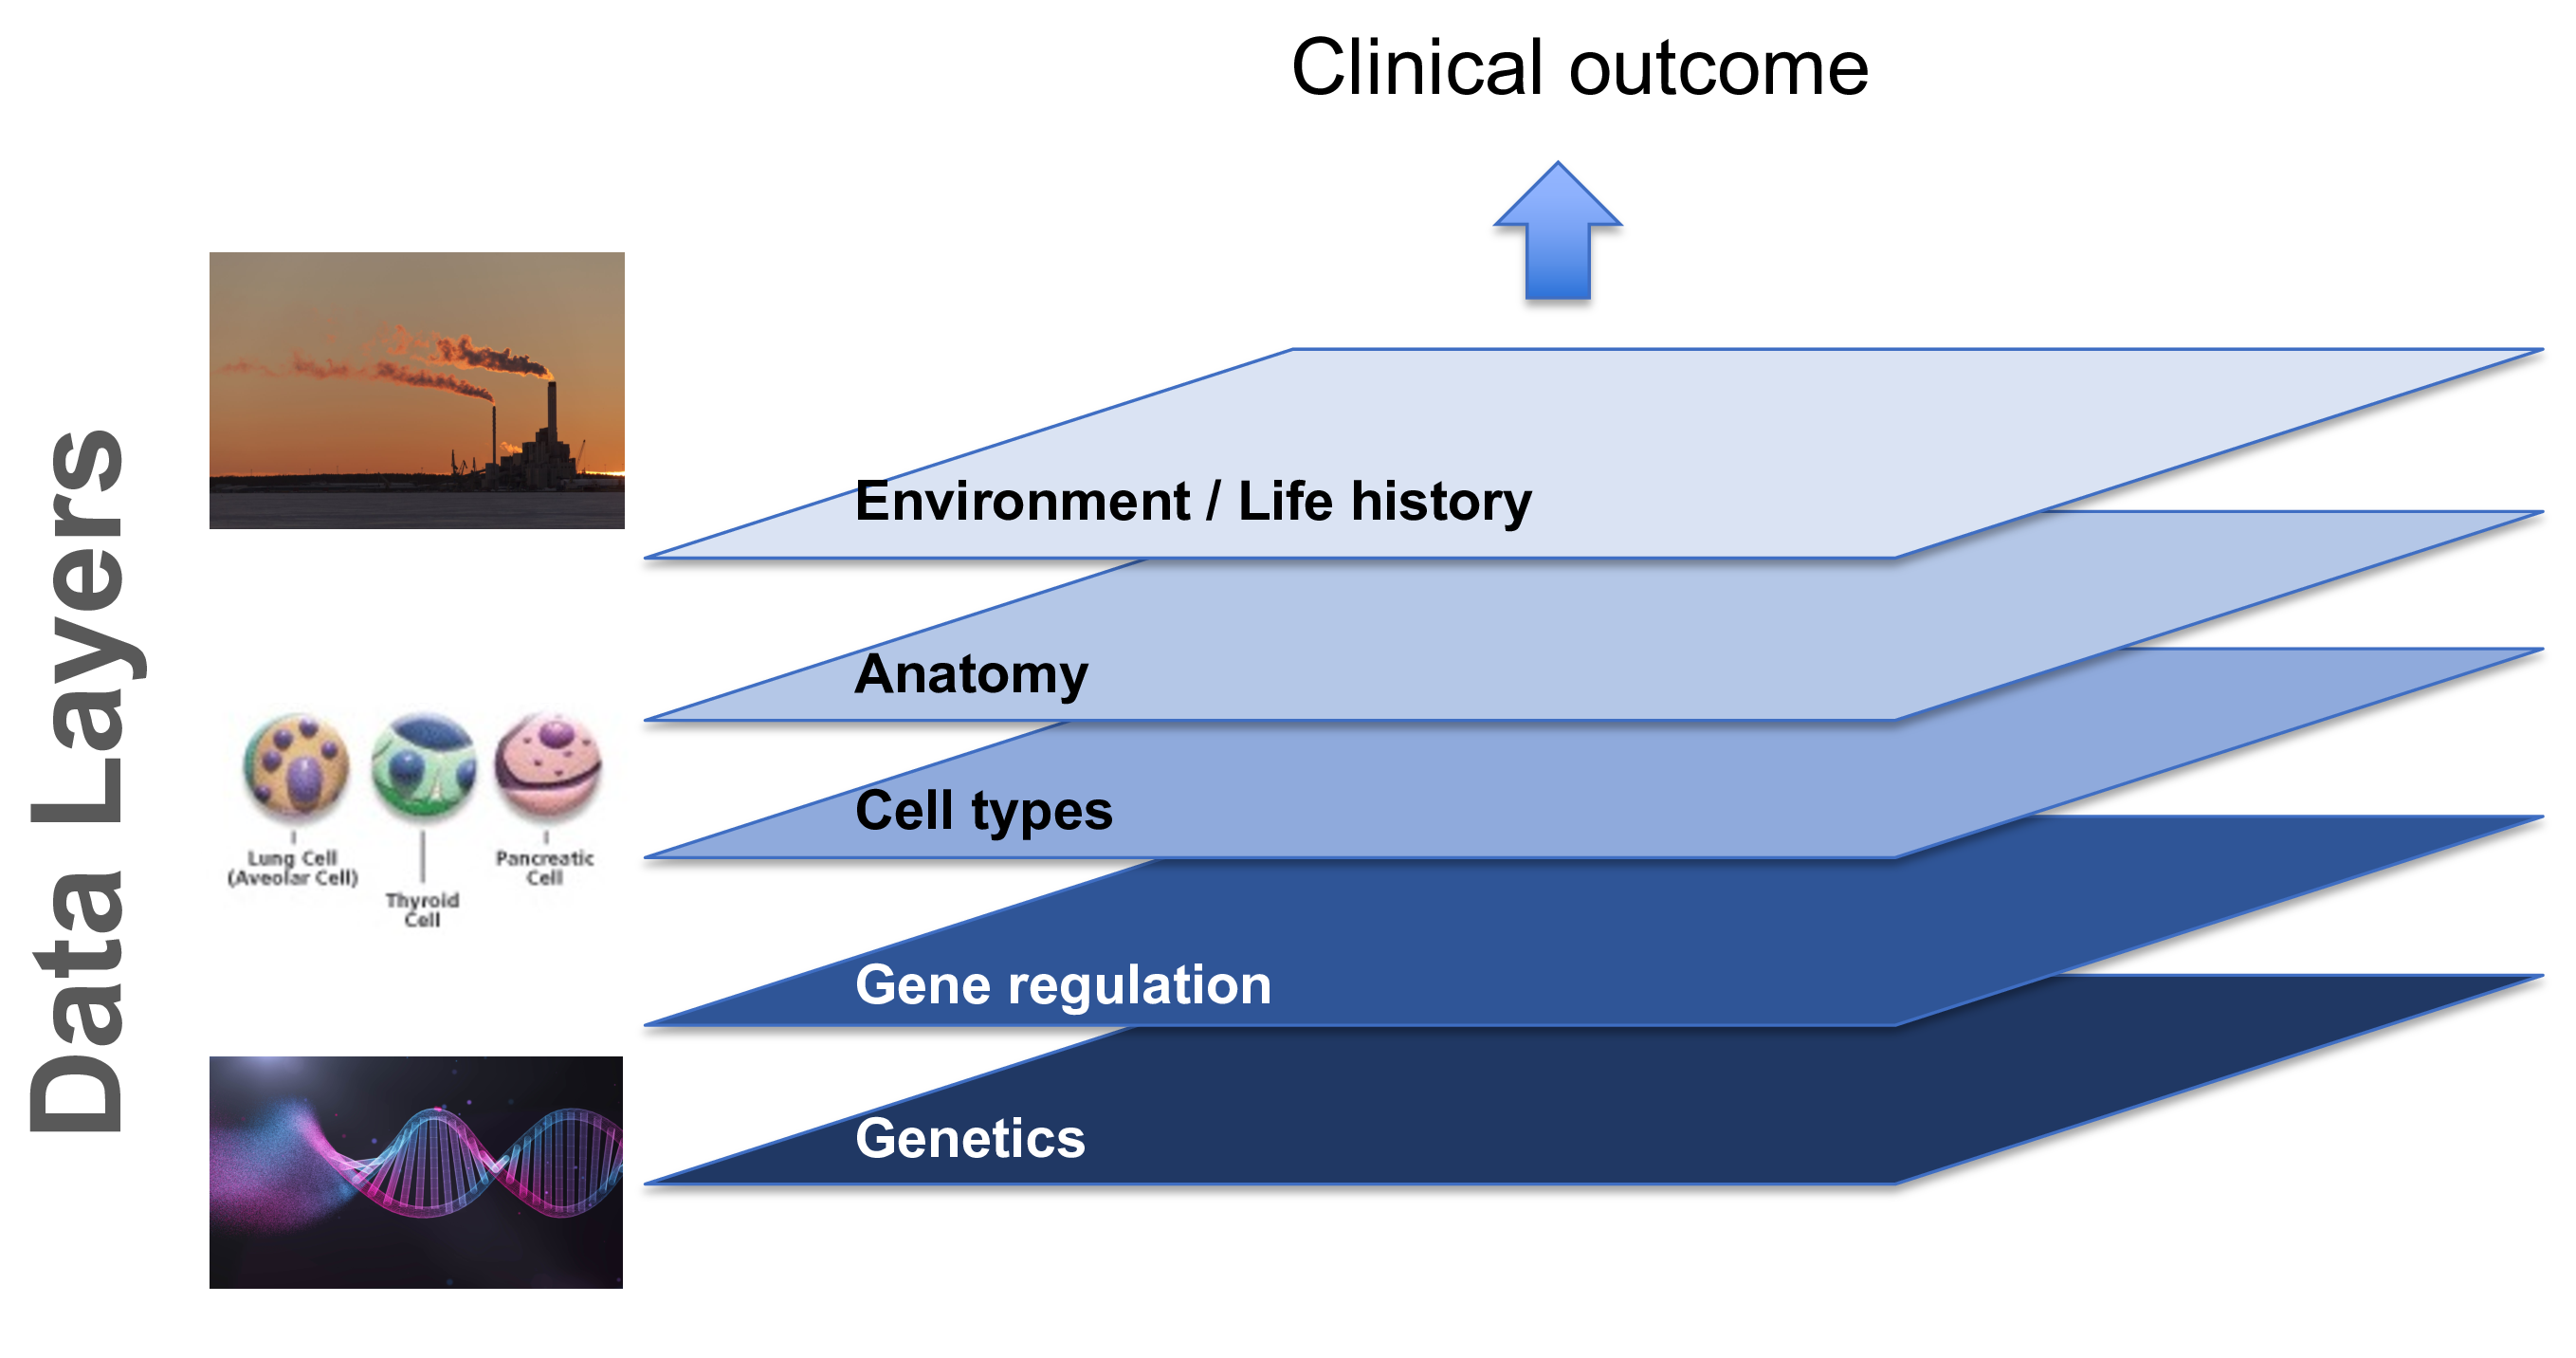 Clinical outcome
Data Layers
Environment / Life history
Anatomy
Cell types
Lung Cell
(Aveolar Cell)
Thyroid
Cell
Pancreatic
Cell
Gene regulation
Genetics